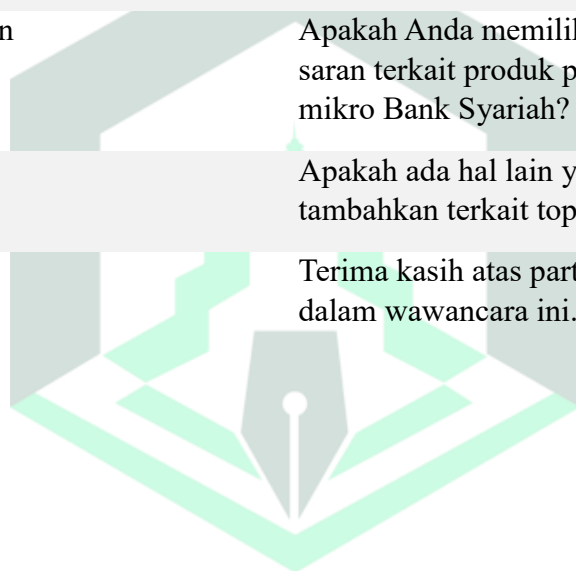 n
Apakah Anda memilik
saran terkait produk p
mikro Bank Syariah?
Apakah ada hal lain y
tambahkan terkait top
Terima kasih atas part
dalam wawancara ini.